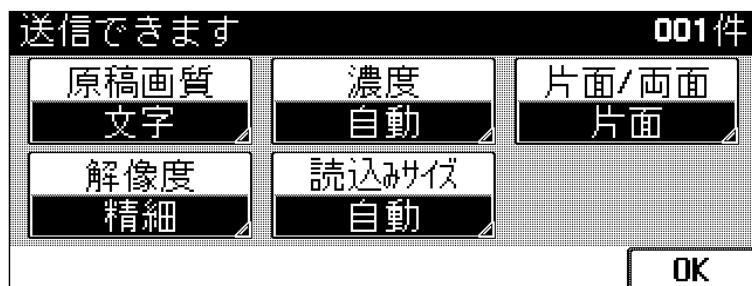 送信できます 001件
原稿画質 濃度 片面/両面
文字 自動 片面
解像度 読込みサイズ
精細 自動
OK